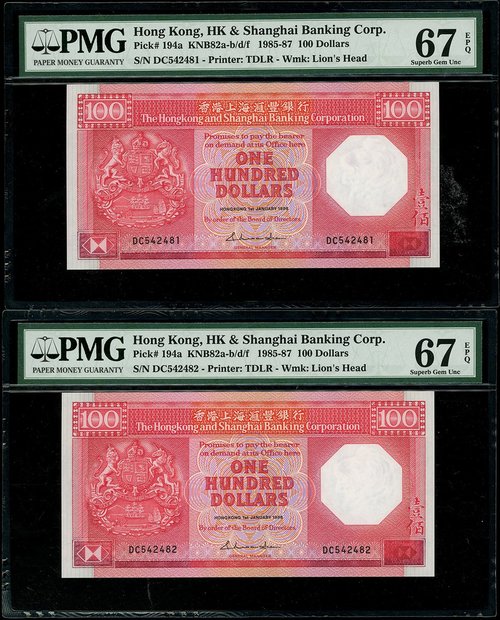 PMG
PAPER MONEY GUARANTY
Hong Kong, HK & Shanghai Banking Corp.
Pick# 194a KNB82a-b/d/f 1985-87 100 Dollars
S/N DC542481 - Printer: TDLR - Wmk: Lion's Head
67 EPQ
Superb Gem Unc
100
香港上海滙豐銀行
100
The Hongkong and Shanghai Banking Corporation
Promises to pay the bearer
on demand at its Office here
ONE
HUNDRED
DOLLARS
HONGKONG 1st JANUARY 1986
By order of the Board of Directors.
DC542481
DC542481
GENERAL MANAGER
PMG
PAPER MONEY GUARANTY
Hong Kong, HK & Shanghai Banking Corp.
Pick# 194a KNB82a-b/d/f 1985-87 100 Dollars
S/N DC542482 - Printer: TDLR - Wmk: Lion's Head
67 EPQ
Superb Gem Unc
100
香港上海滙豐銀行
100
The Hongkong and Shanghai Banking Corporation
Promises to pay the bearer
on demand at its Office here
ONE
HUNDRED
DOLLARS
HONGKONG 1st JANUARY 1986
By order of the Board of Directors.
DC542482
DC542482
GENERAL MANAGER